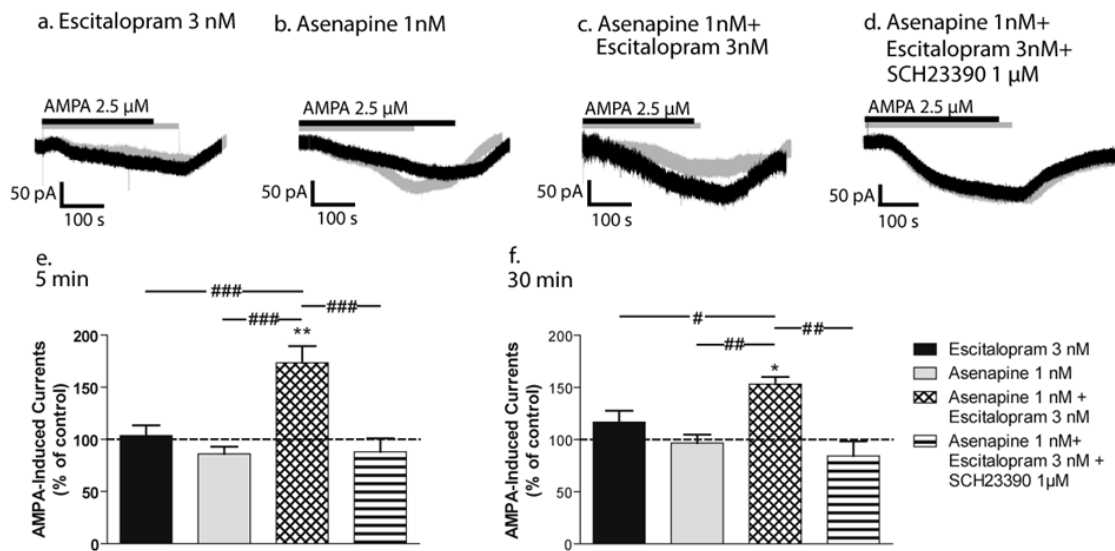 a. Escitalopram 3 nM
b. Asenapine 1nM
c. Asenapine 1nM+
Escitalopram 3nM
d. Asenapine 1nM+
Escitalopram 3nM+
SCH23390 1 µM
AMPA 2.5 µM
AMPA 2.5 µM
AMPA 2.5 µM
AMPA 2.5 µM
50 pA
100 s
50 pA
100 s
50 pA
100 s
50 pA
100 s
e.
5 min
###
###
###
**
200
150
100
50
0
AMPA-Induced Currents
(% of control)
f.
30 min
#
##
##
*
200
150
100
50
0
AMPA-Induced Currents
(% of control)
Escitalopram 3 nM
Asenapine 1 nM
Asenapine 1 nM +
Escitalopram 3 nM
Asenapine 1 nM+
Escitalopram 3 nM +
SCH23390 1µM